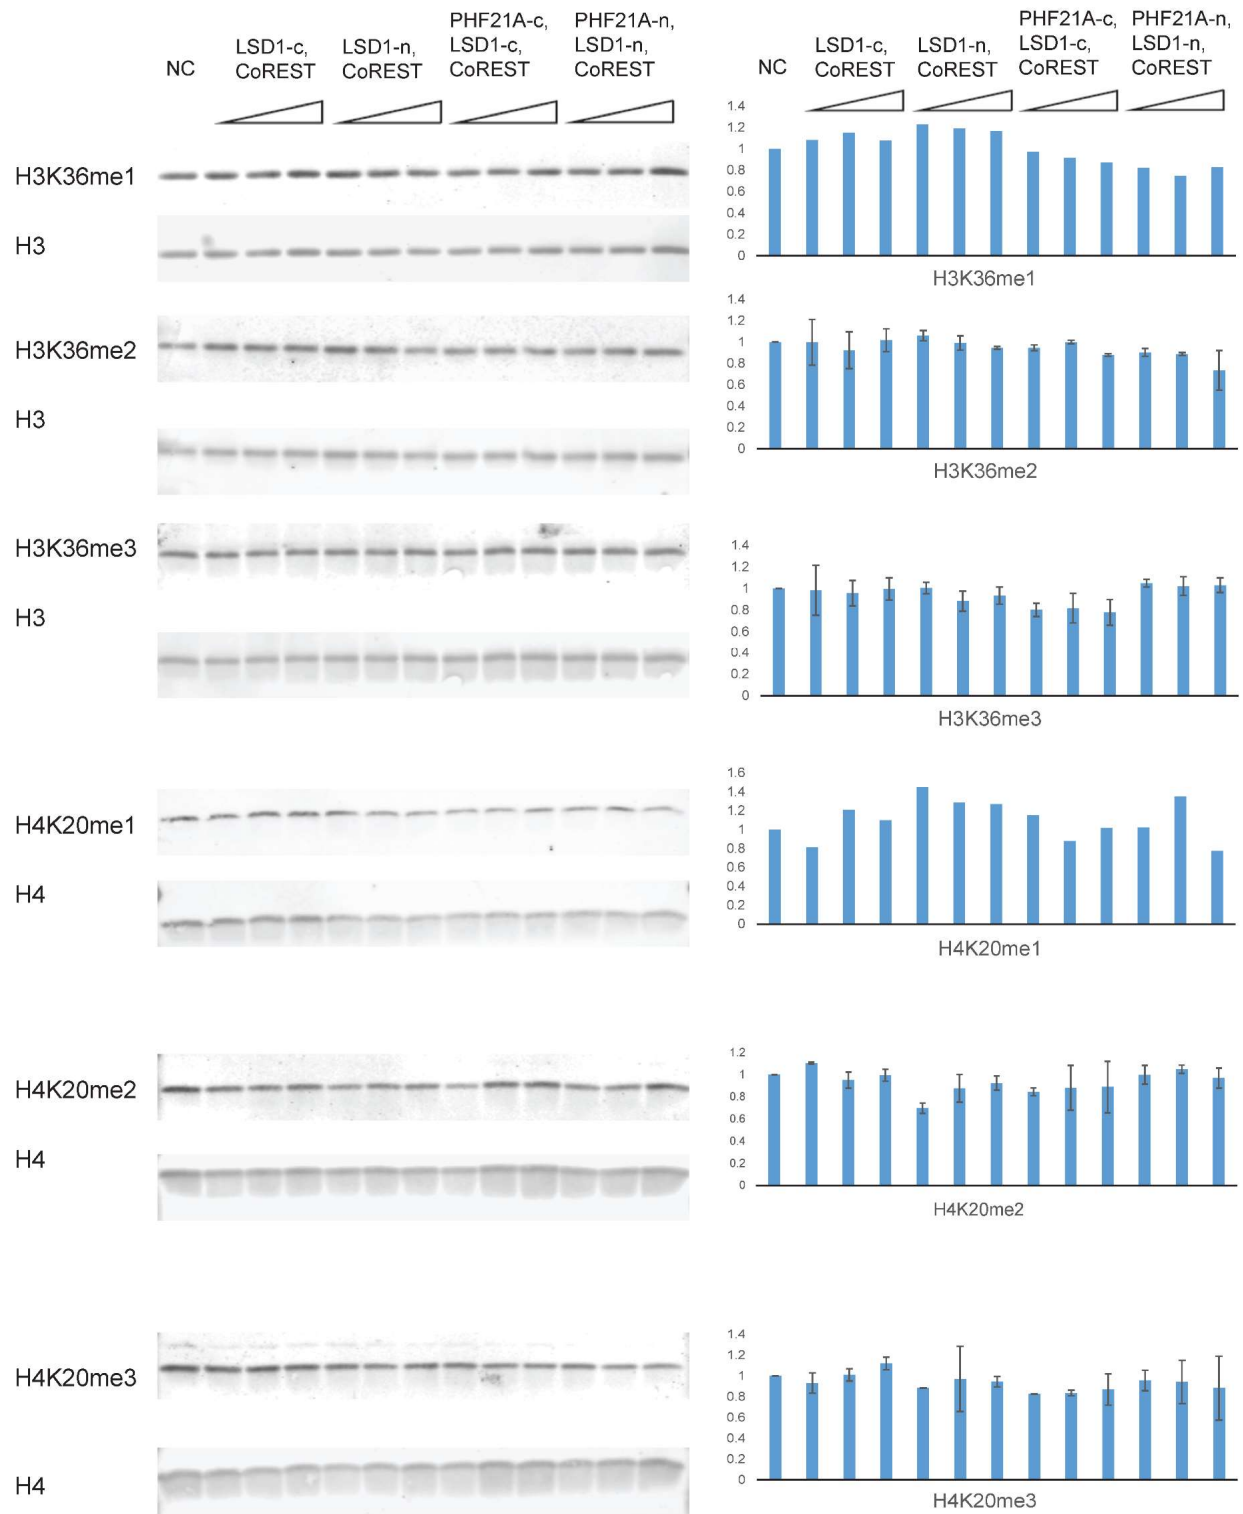 NC
LSD1-c,
CoREST
LSD1-n,
CoREST
PHF21A-c,
LSD1-c,
CoREST
PHF21A-n,
LSD1-n,
CoREST
NC
LSD1-c,
CoREST
LSD1-n,
CoREST
PHF21A-c,
LSD1-c,
CoREST
PHF21A-n,
LSD1-n,
CoREST
H3K36me1
H3
1.4
1.2
1
0.8
0.6
0.4
0.2
0
H3K36me1
H3K36me2
H3
1.4
1.2
1
0.8
0.6
0.4
0.2
0
H3K36me2
H3K36me3
H3
1.4
1.2
1
0.8
0.6
0.4
0.2
0
H3K36me3
H4K20me1
H4
1.6
1.4
1.2
1
0.8
0.6
0.4
0.2
0
H4K20me1
H4K20me2
H4
1.2
1
0.8
0.6
0.4
0.2
0
H4K20me2
H4K20me3
H4
1.4
1.2
1
0.8
0.6
0.4
0.2
0
H4K20me3